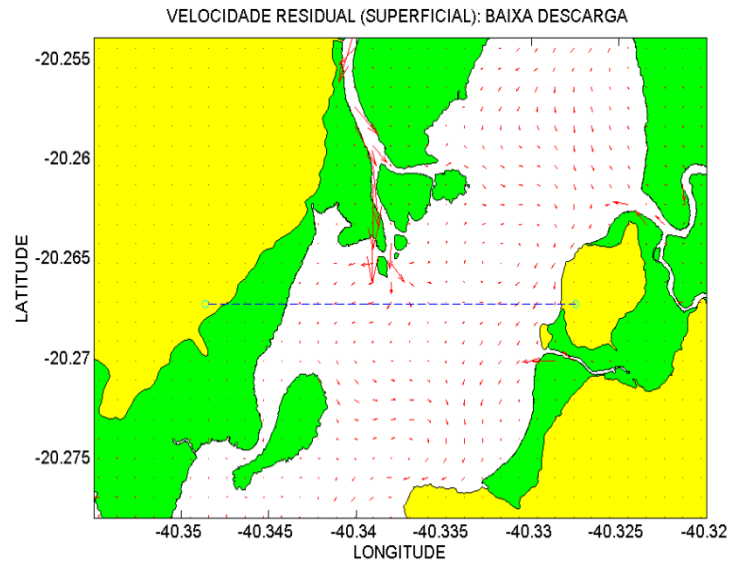 VELOCIDADE RESIDUAL (SUPERFICIAL): BAIXA DESCARGA
-20.255
-20.26
-20.265
-20.27
-20.275
LATITUDE
-40.35 -40.345 -40.34 -40.335 -40.33 -40.325 -40.32
LONGITUDE